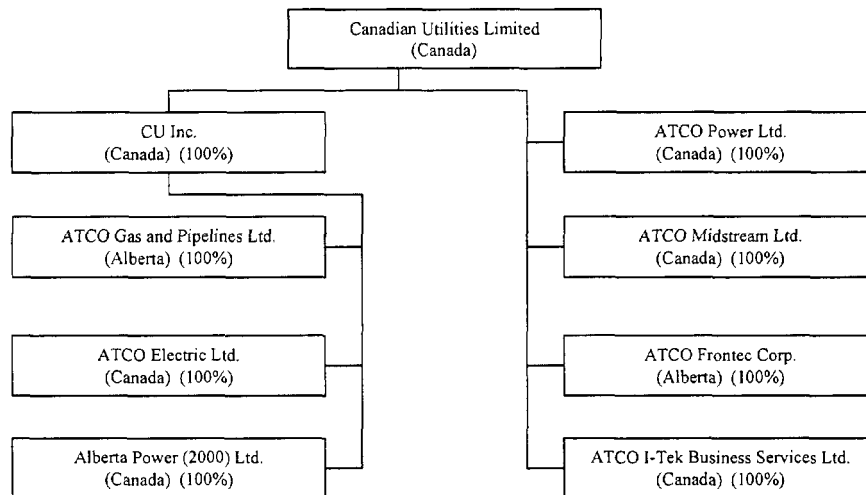 Canadian Utilities Limited
(Canada)
CU Inc.
(Canada) (100%)
ATCO Power Ltd.
(Canada) (100%)
ATCO Gas and Pipelines Ltd.
(Alberta) (100%)
ATCO Midstream Ltd.
(Canada) (100%)
ATCO Electric Ltd.
(Canada) (100%)
ATCO Frontec Corp.
(Alberta) (100%)
Alberta Power (2000) Ltd.
(Canada) (100%)
ATCO I-Tek Business Services Ltd.
(Canada) (100%)